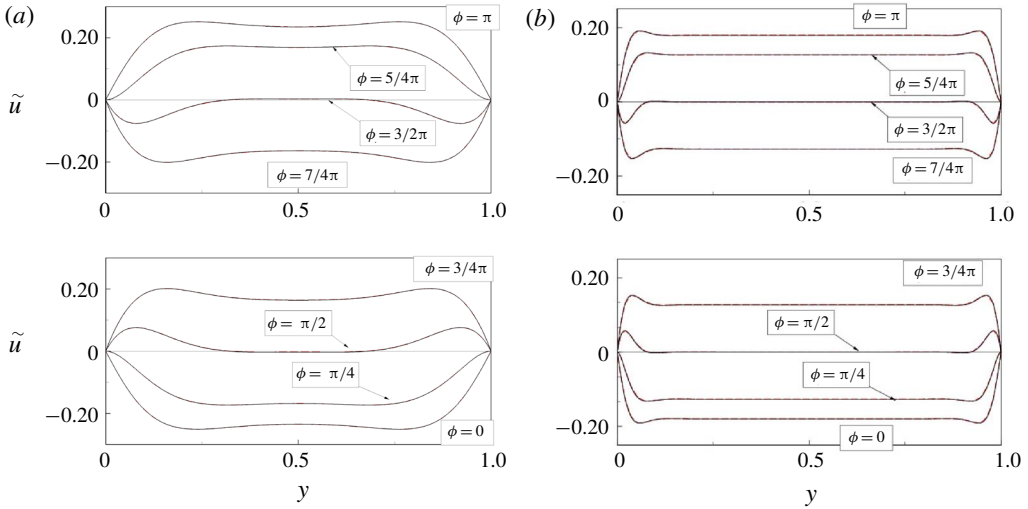 (a)
0.20
0
−0.20
ũ
ϕ = π
ϕ = 5/4π
ϕ = 3/2π
ϕ = 7/4π
0
0.5
1.0
(b)
0.20
0
−0.20
ϕ = π
ϕ = 5/4π
ϕ = 3/2π
ϕ = 7/4π
0
0.5
1.0
0.20
0
−0.20
ũ
ϕ = 3/4π
ϕ = π/2
ϕ = π/4
ϕ = 0
0
0.5
1.0
y
0.20
0
−0.20
ϕ = 3/4π
ϕ = π/2
ϕ = π/4
ϕ = 0
0
0.5
1.0
y